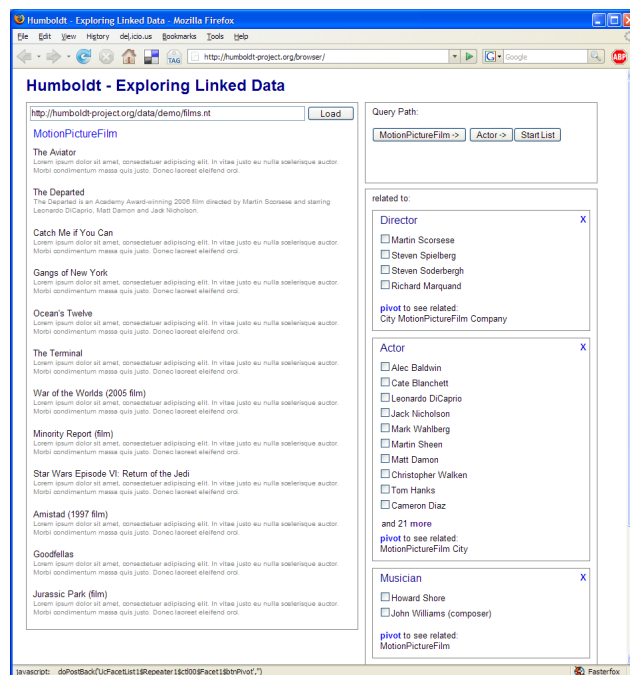 Humboldt - Exploring Linked Data - Mozilla Firefox
File Edit View History del.icio.us Bookmarks Tools Help
TAG http://humboldt-project.org/browser/ G Google ABP
Humboldt - Exploring Linked Data
http://humboldt-project.org/data/demo/films.nt Load
MotionPictureFilm
The Aviator
Lorem ipsum dolor sit amet, consectetuer adipiscing elit. In vitae justo eu nulla scelerisque auctor.
Morbi condimentum massa quis justo. Donec laoreet eleifend orci.
The Departed
The Departed is an Academy Award-winning 2006 film directed by Martin Scorsese and starring
Leonardo DiCaprio, Matt Damon and Jack Nicholson.
Catch Me if You Can
Lorem ipsum dolor sit amet, consectetuer adipiscing elit. In vitae justo eu nulla scelerisque auctor.
Morbi condimentum massa quis justo. Donec laoreet eleifend orci.
Gangs of New York
Lorem ipsum dolor sit amet, consectetuer adipiscing elit. In vitae justo eu nulla scelerisque auctor.
Morbi condimentum massa quis justo. Donec laoreet eleifend orci.
Ocean's Twelve
Lorem ipsum dolor sit amet, consectetuer adipiscing elit. In vitae justo eu nulla scelerisque auctor.
Morbi condimentum massa quis justo. Donec laoreet eleifend orci.
The Terminal
Lorem ipsum dolor sit amet, consectetuer adipiscing elit. In vitae justo eu nulla scelerisque auctor.
Morbi condimentum massa quis justo. Donec laoreet eleifend orci.
War of the Worlds (2005 film)
Lorem ipsum dolor sit amet, consectetuer adipiscing elit. In vitae justo eu nulla scelerisque auctor.
Morbi condimentum massa quis justo. Donec laoreet eleifend orci.
Minority Report (film)
Lorem ipsum dolor sit amet, consectetuer adipiscing elit. In vitae justo eu nulla scelerisque auctor.
Morbi condimentum massa quis justo. Donec laoreet eleifend orci.
Star Wars Episode VI: Return of the Jedi
Lorem ipsum dolor sit amet, consectetuer adipiscing elit. In vitae justo eu nulla scelerisque auctor.
Morbi condimentum massa quis justo. Donec laoreet eleifend orci.
Amistad (1997 film)
Lorem ipsum dolor sit amet, consectetuer adipiscing elit. In vitae justo eu nulla scelerisque auctor.
Morbi condimentum massa quis justo. Donec laoreet eleifend orci.
Goodfellas
Lorem ipsum dolor sit amet, consectetuer adipiscing elit. In vitae justo eu nulla scelerisque auctor.
Morbi condimentum massa quis justo. Donec laoreet eleifend orci.
Jurassic Park (film)
Lorem ipsum dolor sit amet, consectetuer adipiscing elit. In vitae justo eu nulla scelerisque auctor.
Morbi condimentum massa quis justo. Donec laoreet eleifend orci.
Query Path:
MotionPictureFilm -> Actor -> Start List
related to:
Director X
Martin Scorsese
Steven Spielberg
Steven Soderbergh
Richard Marquand
pivot to see related:
City MotionPictureFilm Company
Actor X
Alec Baldwin
Cate Blanchett
Leonardo DiCaprio
Jack Nicholson
Mark Wahlberg
Martin Sheen
Matt Damon
Christopher Walken
Tom Hanks
Cameron Diaz
and 21 more
pivot to see related:
MotionPictureFilm City
Musician X
Howard Shore
John Williams (composer)
pivot to see related:
MotionPictureFilm
javascript:__doPostBack('UcFacetList1$Repeater1$ctl00$Facet1$btnPivot','') Fasterfox